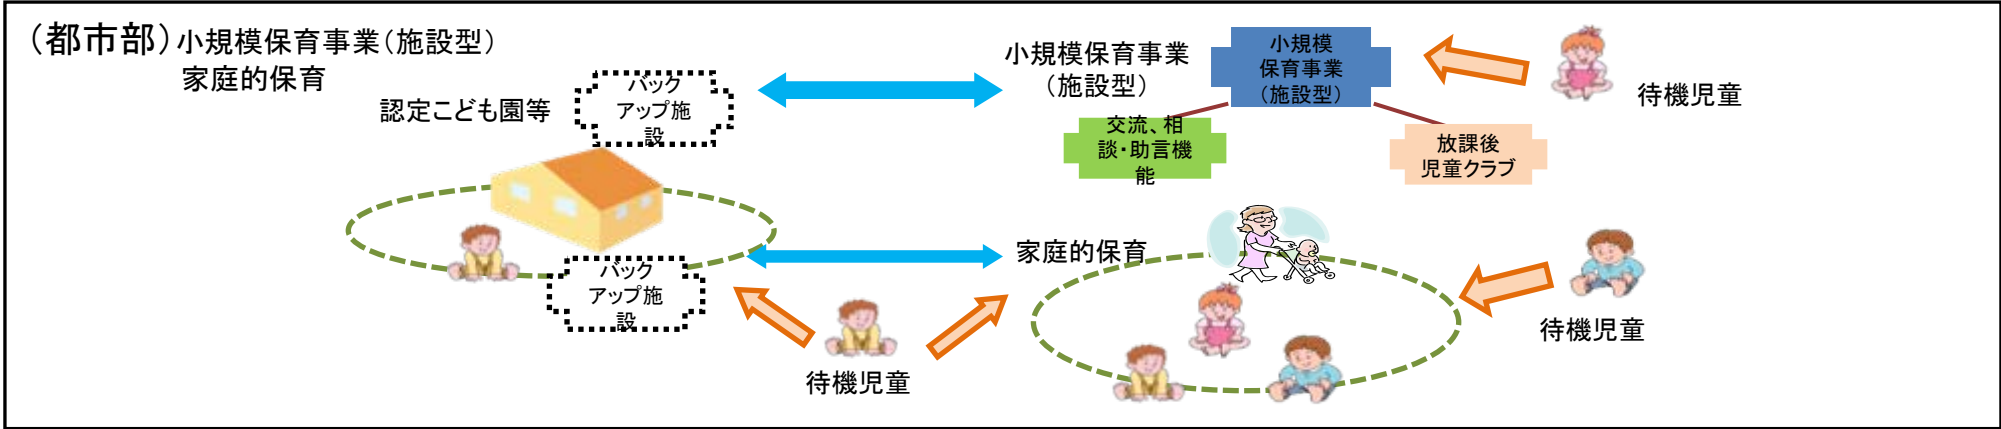 （都市部）小規模保育事業（施設型）
家庭的保育
認定こども園等
バック
アップ施
設
小規模保育事業
（施設型）
小規模
保育事業
（施設型）
待機児童
交流、相
談・助言機
能
放課後
児童クラブ
バック
アップ施
設
家庭的保育
待機児童
待機児童